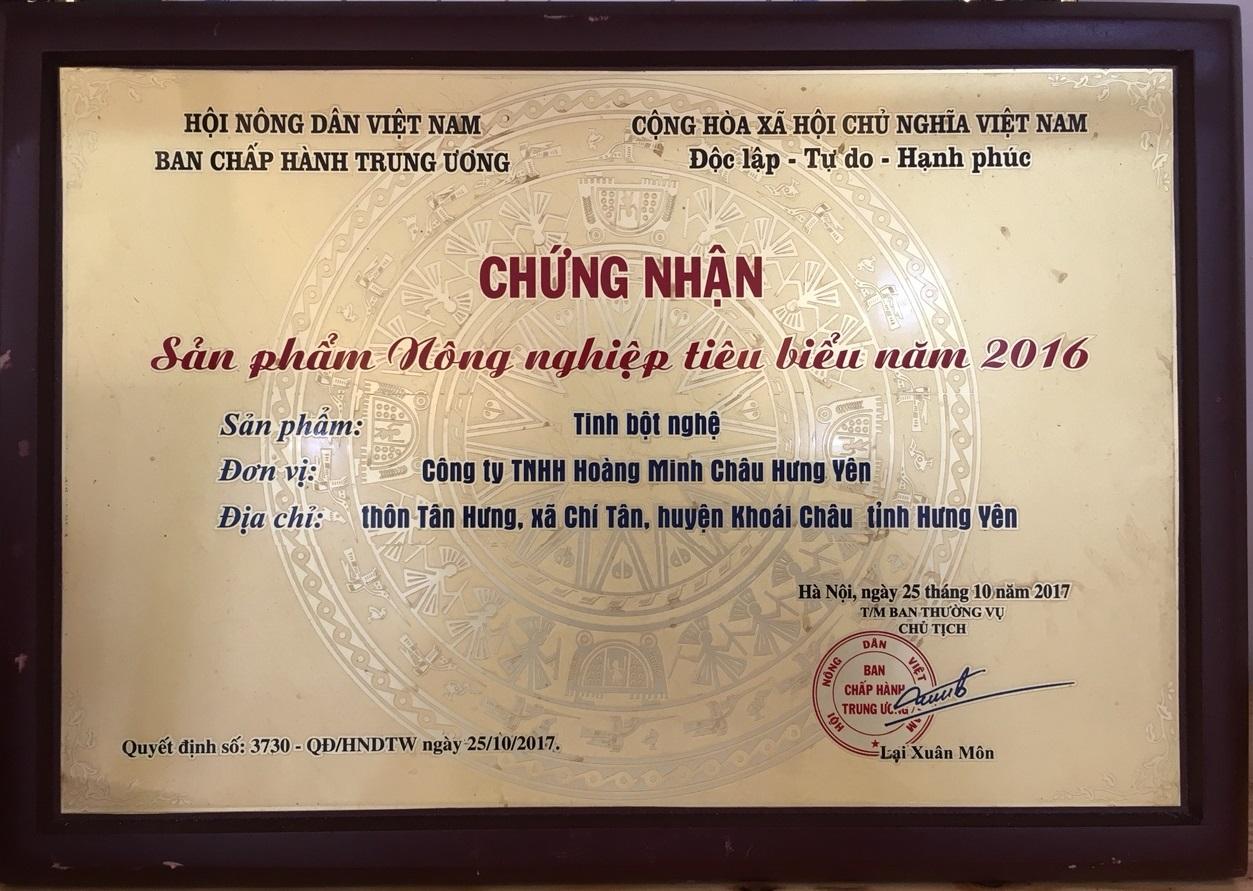 HỘI NÔNG DÂN VIỆT NAM
BAN CHẤP HÀNH TRUNG ƯƠNG
CỘNG HÒA XÃ HỘI CHỦ NGHĨA VIỆT NAM
Độc lập - Tự do - Hạnh phúc
CHỨNG NHẬN
Sản phẩm Nông nghiệp tiêu biểu năm 2016
Sản phẩm: Tinh bột nghệ
Đơn vị: Công ty TNHH Hoàng Minh Châu Hưng Yên
Địa chỉ: thôn Tân Hưng, xã Chí Tân, huyện Khoái Châu tỉnh Hưng Yên
Hà Nội, ngày 25 tháng 10 năm 2017
T/M BAN THƯỜNG VỤ
CHỦ TỊCH
HỘI NÔNG DÂN VIỆT NAM
BAN
CHẤP HÀNH
TRUNG ƯƠNG
Lại Xuân Môn
Quyết định số: 3730 - QĐ/HNDTW ngày 25/10/2017.